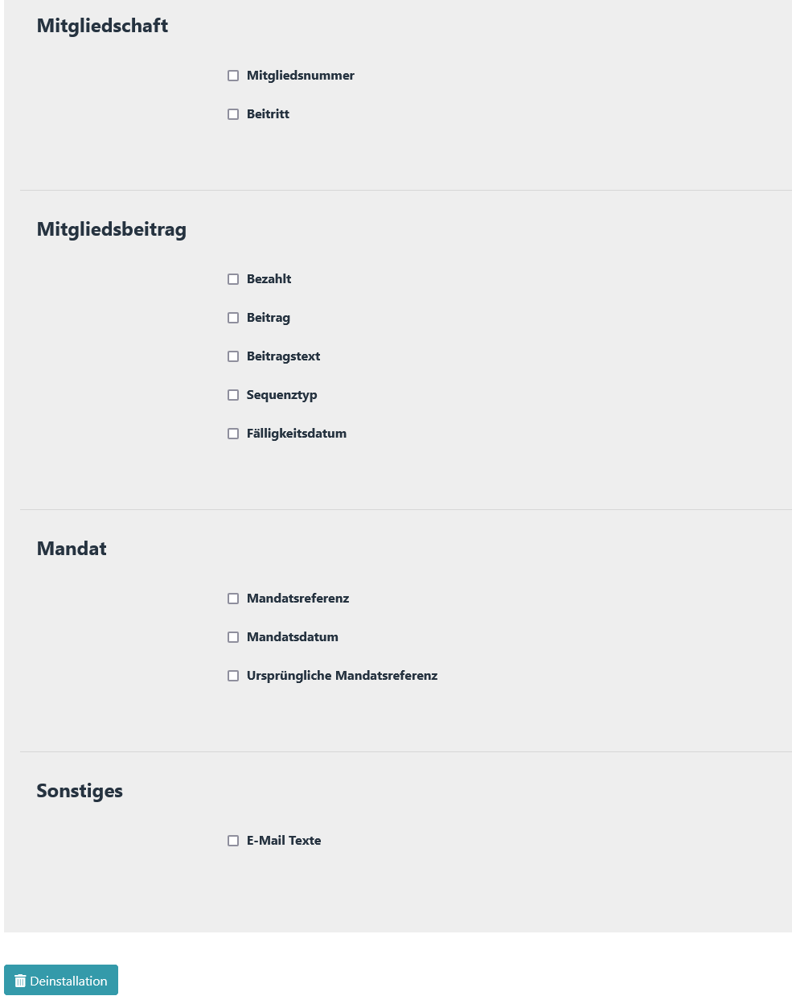 Mitgliedschaft
Mitgliedsnummer
Beitritt
Mitgliedsbeitrag
Bezahlt
Beitrag
Beitragstext
Sequenztyp
Fälligkeitsdatum
Mandat
Mandatsreferenz
Mandatsdatum
Ursprüngliche Mandatsreferenz
Sonstiges
E-Mail Texte
Deinstallation